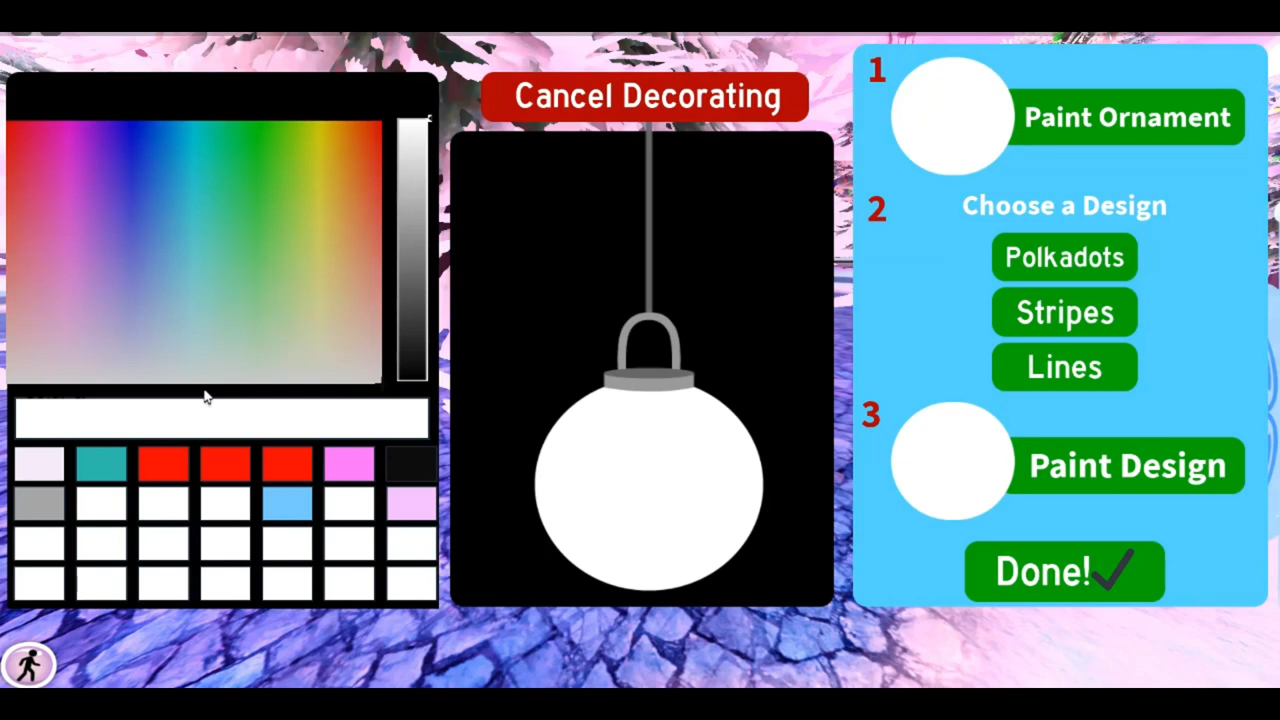 Cancel Decorating
1
Paint Ornament
2
Choose a Design
Polkadots
Stripes
Lines
3
Paint Design
Done!